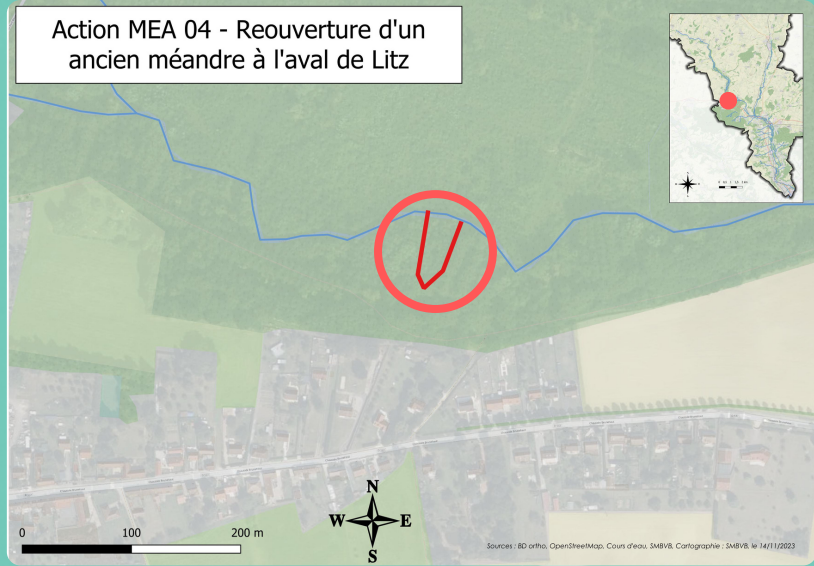 Action MEA 04 - Reouverture d'un
ancien méandre à l'aval de Litz
N
W E
S
0 100 200 m
Sources : BD ortho, OpenStreetMap, Cours d'eau, SMBVB, Cartographie : SMBVB, le 14/11/2023